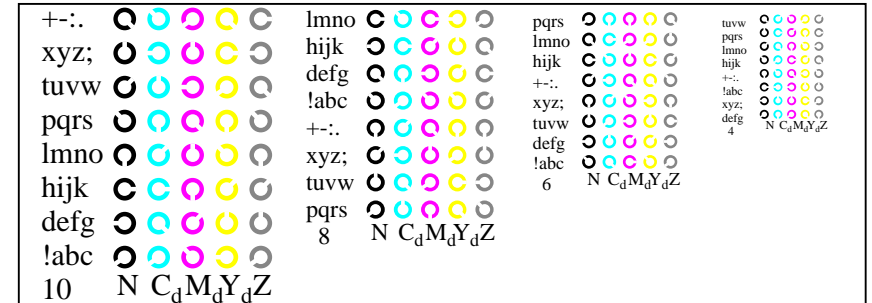 +-:.
xyz;
tuvw
pqrs
lmno
hijk
defg
!abc
10 N CdMdYdZ
lmno
hijk
defg
!abc
+-:.
xyz;
tuvw
pqrs
8 N CdMdYdZ
pqrs
lmno
hijk
+-:.
xyz;
tuvw
defg
!abc
6 N CdMdYdZ
tuvw
pqrs
lmno
hijk
+-:.
!abc
xyz;
defg
4 N CdMdYdZ